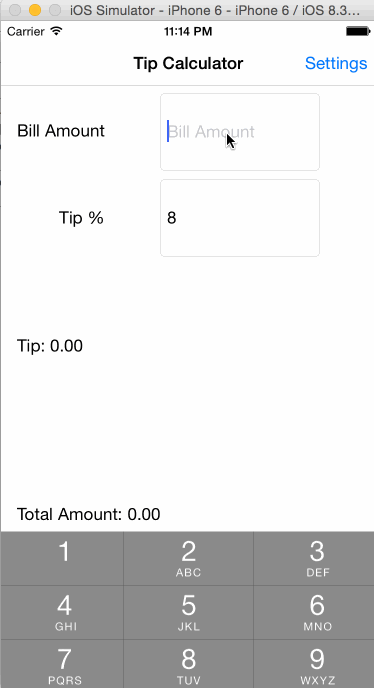 iOS Simulator - iPhone 6 - iPhone 6 / iOS 8.3...
Carrier 11:14 PM
Tip Calculator Settings
Bill Amount Bill Amount
Tip % 8
Tip: 0.00
Total Amount: 0.00
1 2 3
ABC DEF
4 5 6
GHI JKL MNO
7 8 9
PQRS TUV WXYZ